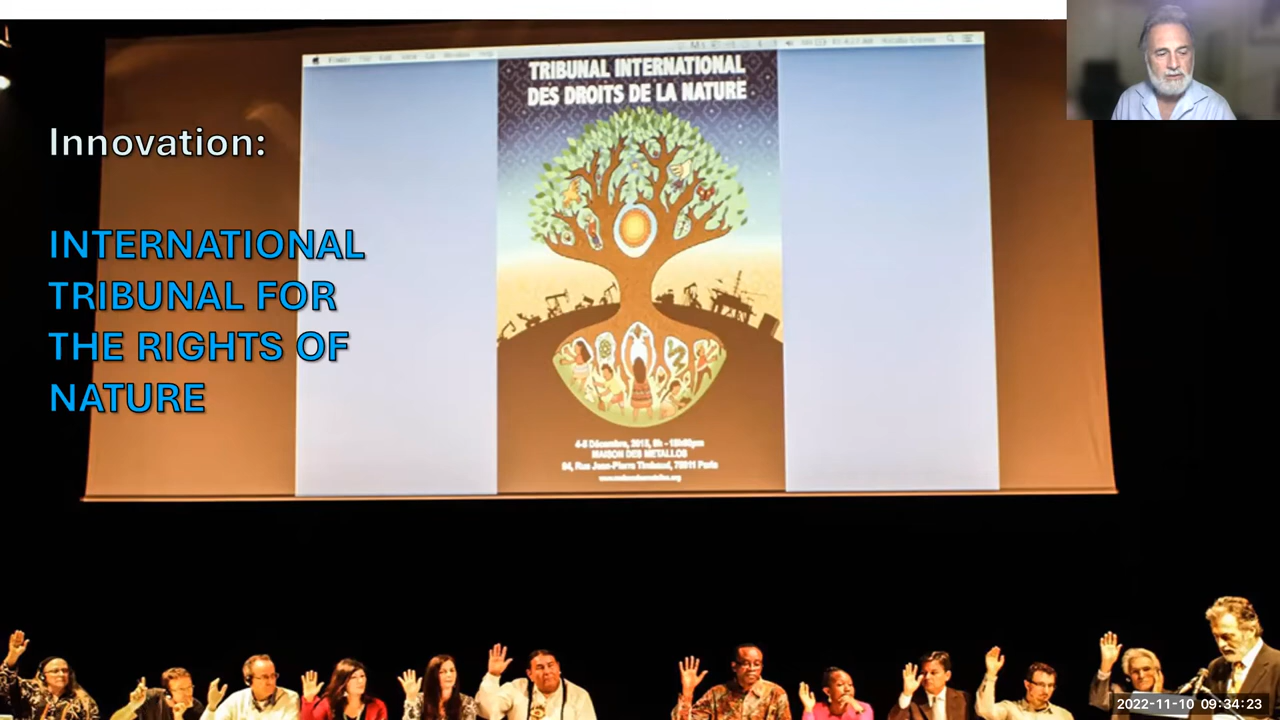 Innovation:
INTERNATIONAL
TRIBUNAL FOR
THE RIGHTS OF
NATURE
TRIBUNAL INTERNATIONAL
DES DROITS DE LA NATURE
MAISON DES METALLOS
2022-11-10 09:34:23